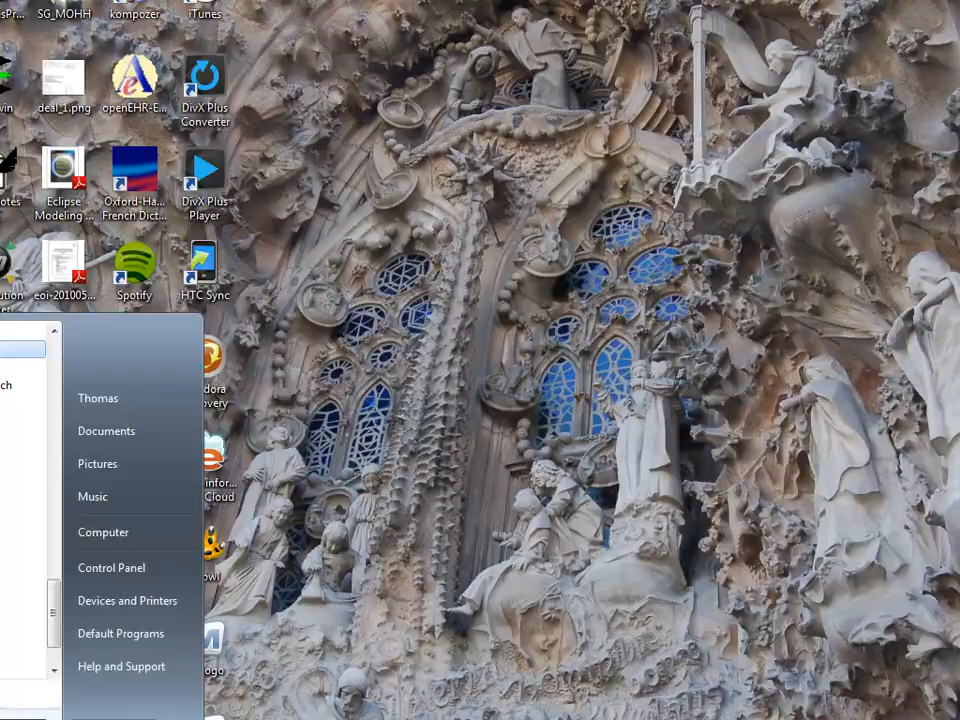 SG_MOHH
kompozer
iTunes
deal_1.png
openEHR-E...
DivX Plus
Converter
Eclipse
Modeling ...
Oxford-Ha...
French Dict...
DivX Plus
Player
eoi-201005...
Spotify
HTC Sync
Thomas
Documents
Pictures
Music
Computer
Control Panel
Devices and Printers
Default Programs
Help and Support